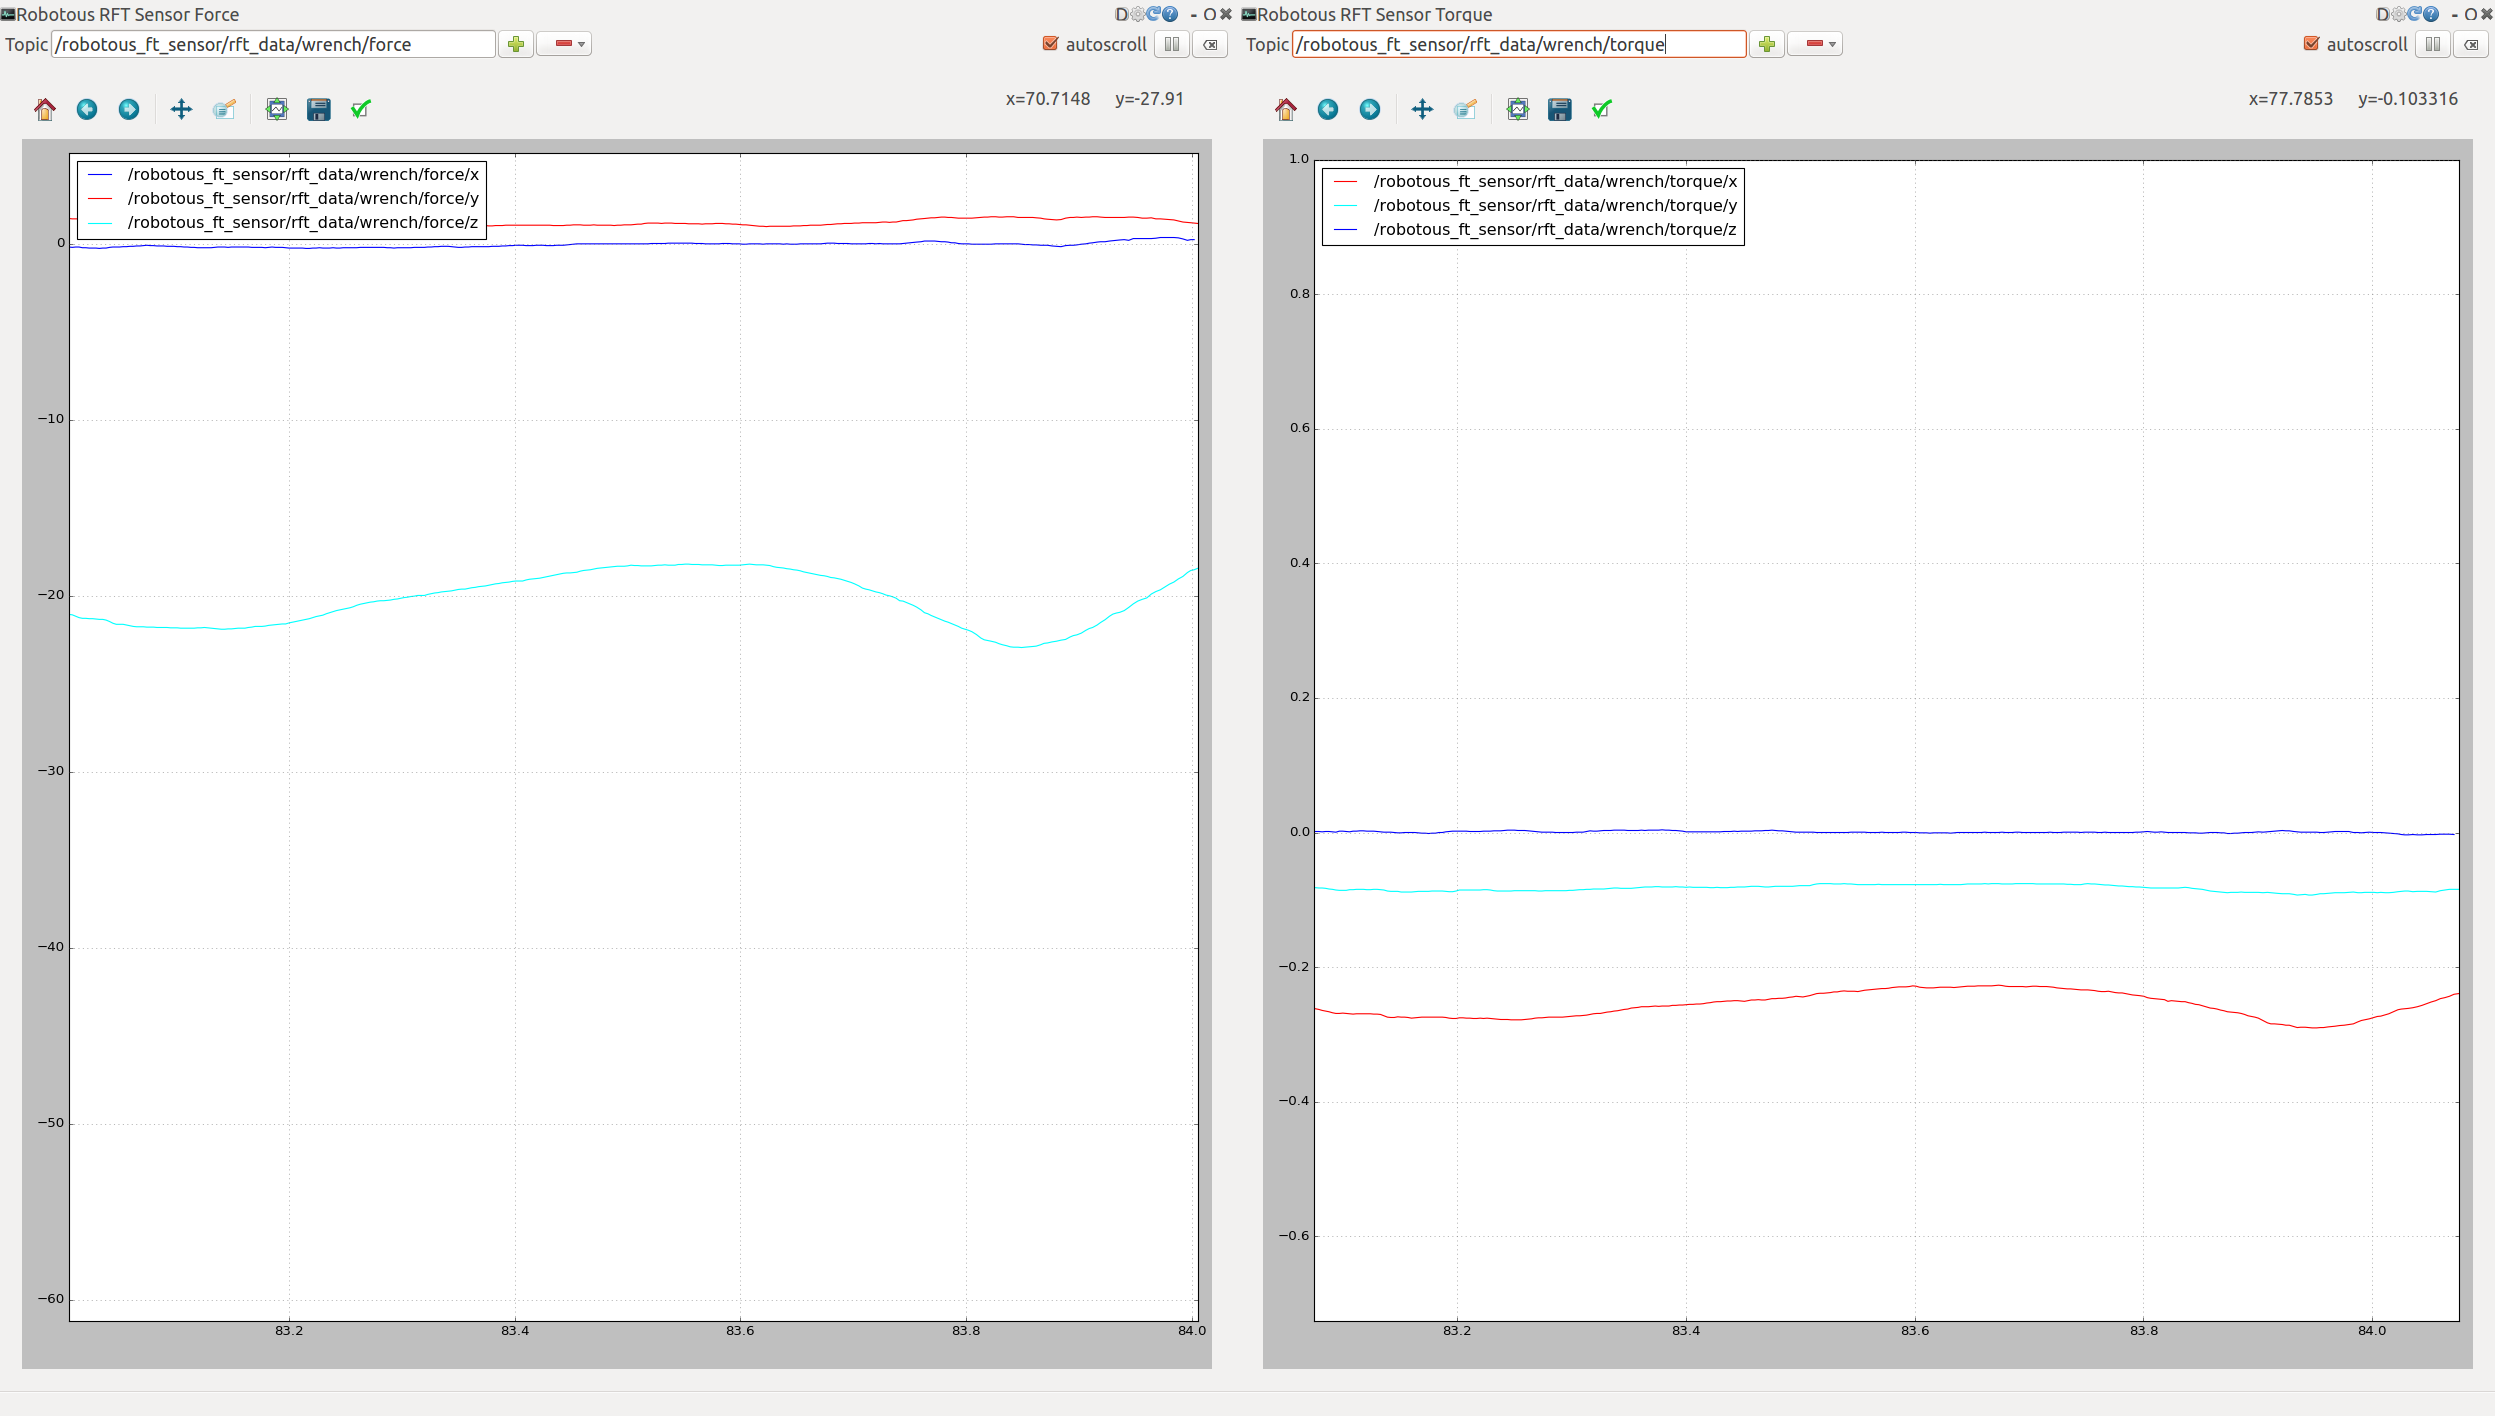 Robotous RFT Sensor Force
D - O
Topic /robotous_ft_sensor/rft_data/wrench/force
autoscroll
x=70.7148 y=-27.91
/robotous_ft_sensor/rft_data/wrench/force/x
/robotous_ft_sensor/rft_data/wrench/force/y
/robotous_ft_sensor/rft_data/wrench/force/z
0
−10
−20
−30
−40
−50
−60
83.2 83.4 83.6 83.8 84.0
Robotous RFT Sensor Torque
D - O
Topic /robotous_ft_sensor/rft_data/wrench/torque
autoscroll
x=77.7853 y=-0.103316
/robotous_ft_sensor/rft_data/wrench/torque/x
/robotous_ft_sensor/rft_data/wrench/torque/y
/robotous_ft_sensor/rft_data/wrench/torque/z
1.0
0.8
0.6
0.4
0.2
0.0
−0.2
−0.4
−0.6
83.2 83.4 83.6 83.8 84.0